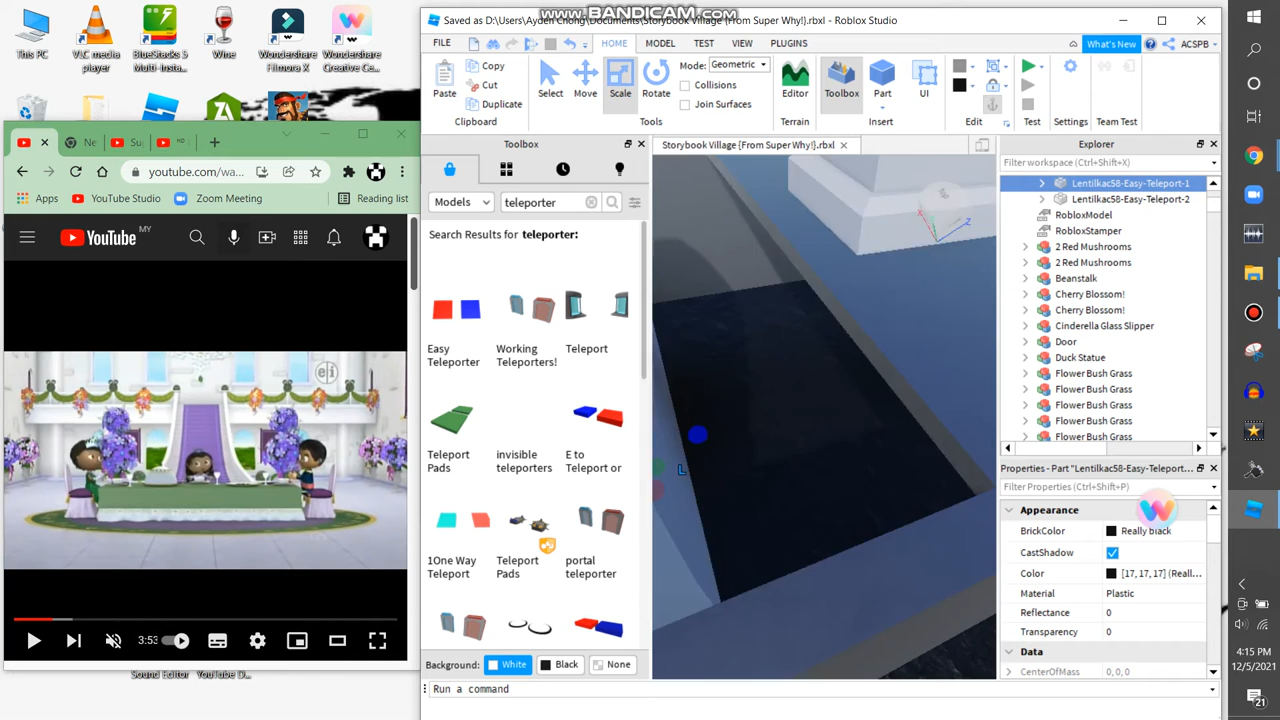 www.BANDICAM.com
This PC
VLC media player
BlueStacks 5 Multi-Insta...
Wine
Wondershare Filmora X
Wondershare Creative Ce...
Saved as D:\Users\Ayden Chong\Documents\Storybook Village {From Super Why!}.rbxl - Roblox Studio
FILE
HOME
MODEL
TEST
VIEW
PLUGINS
What's New
ACSPB
Paste
Copy
Cut
Duplicate
Clipboard
Select
Move
Scale
Rotate
Mode: Geometric
Collisions
Join Surfaces
Tools
Editor
Terrain
Toolbox
Part
UI
Insert
Edit
Test
Settings
Team Test
Ne
Su
HD
youtube.com/wa...
Apps
YouTube Studio
Zoom Meeting
Reading list
YouTube
MY
3:53
Sound Editor
YouTube D...
Toolbox
Models
teleporter
Search Results for teleporter:
Easy Teleporter
Working Teleporters!
Teleport
Teleport Pads
invisible teleporters
E to Teleport or
1One Way Teleport
Teleport Pads
portal teleporter
Background:
White
Black
None
Run a command
Storybook Village {From Super Why!}.rbxl
x
z
L
Explorer
Filter workspace (Ctrl+Shift+X)
Lentilkac58-Easy-Teleport-1
Lentilkac58-Easy-Teleport-2
RobloxModel
RobloxStamper
2 Red Mushrooms
2 Red Mushrooms
Beanstalk
Cherry Blossom!
Cherry Blossom!
Cinderella Glass Slipper
Door
Duck Statue
Flower Bush Grass
Flower Bush Grass
Flower Bush Grass
Flower Bush Grass
Flower Bush Grass
Properties - Part "Lentilkac58-Easy-Teleport...
Filter Properties (Ctrl+Shift+P)
Appearance
BrickColor
Really black
CastShadow
Color
[17, 17, 17] (Reall...
Material
Plastic
Reflectance
0
Transparency
0
Data
CenterOfMass
0,0,0
4:15 PM
12/5/2021
21